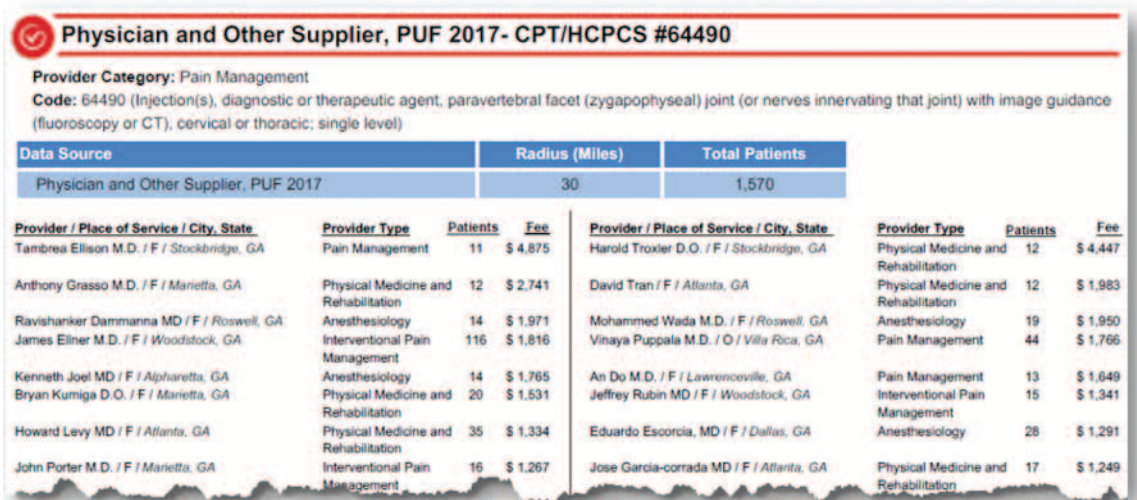 Physician and Other Supplier, PUF 2017- CPT/HCPCS #64490
Provider Category: Pain Management
Code: 64490 (Injection(s), diagnostic or therapeutic agent, paravertebral facet (zygapophyseal) joint (or nerves innervating that joint) with image guidance
(fluoroscopy or CT), cervical or thoracic; single level)
Data Source Radius (Miles) Total Patients
Physician and Other Supplier, PUF 2017 30 1,570
Provider / Place of Service / City, State Provider Type Patients Fee
Tambrea Ellison M.D. / F / Stockbridge, GA Pain Management 11 $ 4,875
Anthony Grasso M.D. / F / Marietta, GA Physical Medicine and 12 $ 2,741
Rehabilitation
Ravishanker Dammanna MD / F / Roswell, GA Anesthesiology 14 $ 1,971
James Ellner M.D. / F / Woodstock, GA Interventional Pain 116 $ 1,816
Management
Kenneth Joel MD / F / Alpharetta, GA Anesthesiology 14 $ 1,765
Bryan Kumiga D.O. / F / Marietta, GA Physical Medicine and 20 $ 1,531
Rehabilitation
Howard Levy MD / F / Atlanta, GA Physical Medicine and 35 $ 1,334
Rehabilitation
John Porter M.D. / F / Marietta, GA Interventional Pain 16 $ 1,267
Management
Provider / Place of Service / City, State Provider Type Patients Fee
Harold Troxler D.O. / F / Stockbridge, GA Physical Medicine and 12 $ 4,447
Rehabilitation
David Tran / F / Atlanta, GA Physical Medicine and 12 $ 1,983
Rehabilitation
Mohammed Wada M.D. / F / Roswell, GA Anesthesiology 19 $ 1,950
Vinaya Puppala M.D. / O / Villa Rica, GA Pain Management 44 $ 1,766
An Do M.D. / F / Lawrenceville, GA Pain Management 13 $ 1,649
Jeffrey Rubin MD / F / Woodstock, GA Interventional Pain 15 $ 1,341
Management
Eduardo Escorcia, MD / F / Dallas, GA Anesthesiology 28 $ 1,291
Jose Garcia-corrada MD / F / Atlanta, GA Physical Medicine and 17 $ 1,249
Rehabilitation